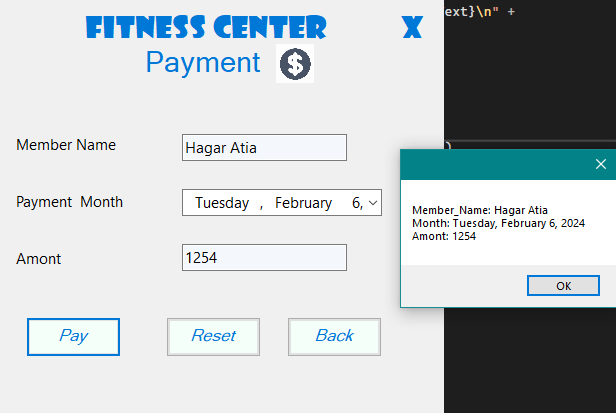 ext}\n" +
FITNESS CENTER X
Payment
Member Name Hagar Atia
)
Payment Month Tuesday , February 6,
Member_Name: Hagar Atia
Month: Tuesday, February 6, 2024
Amont: 1254
Amont 1254
OK
Pay Reset Back